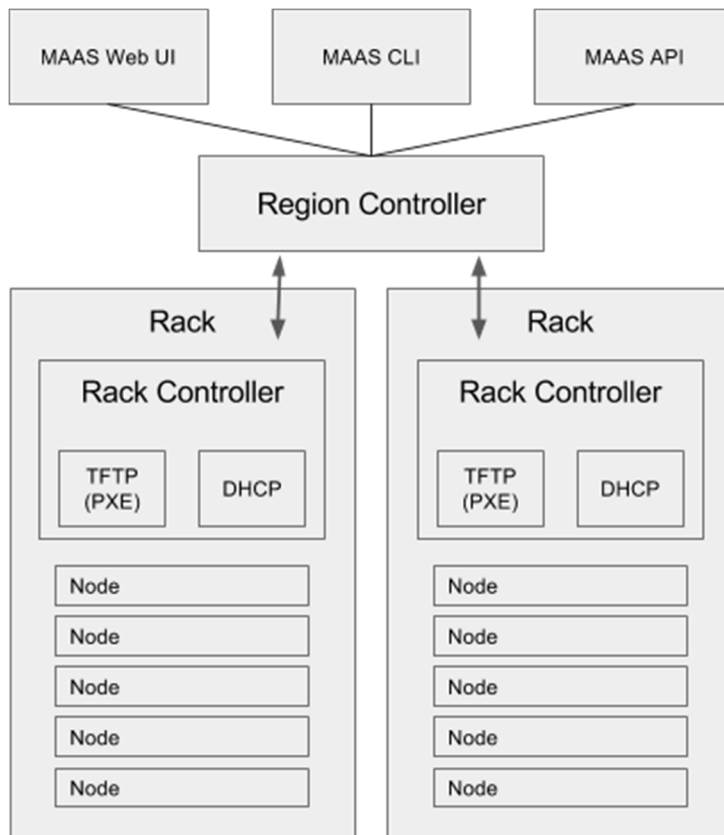 MAAS Web UI
MAAS CLI
MAAS API
Region Controller
Rack
Rack Controller
TFTP
(PXE)
DHCP
Node
Node
Node
Node
Node
Rack
Rack Controller
TFTP
(PXE)
DHCP
Node
Node
Node
Node
Node